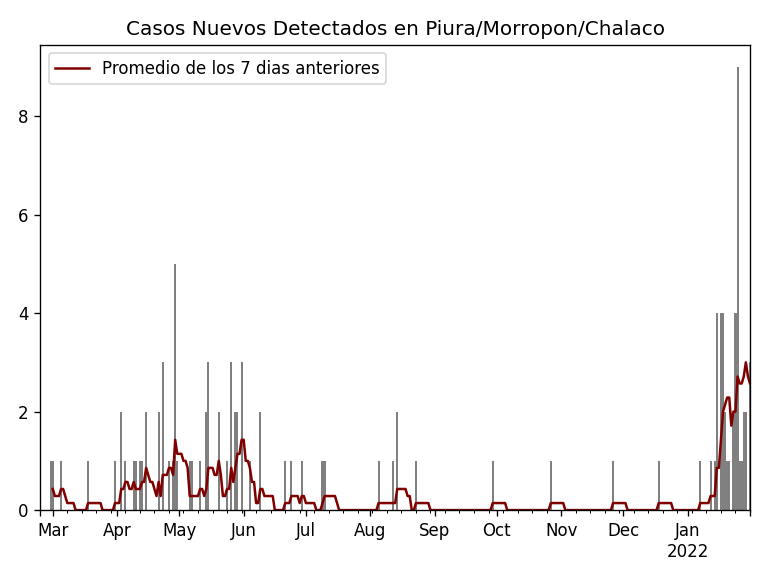 Casos Nuevos Detectados en Piura/Morropon/Chalaco
Promedio de los 7 dias anteriores
8
6
4
2
0
Mar Apr May Jun Jul Aug Sep Oct Nov Dec Jan
2022